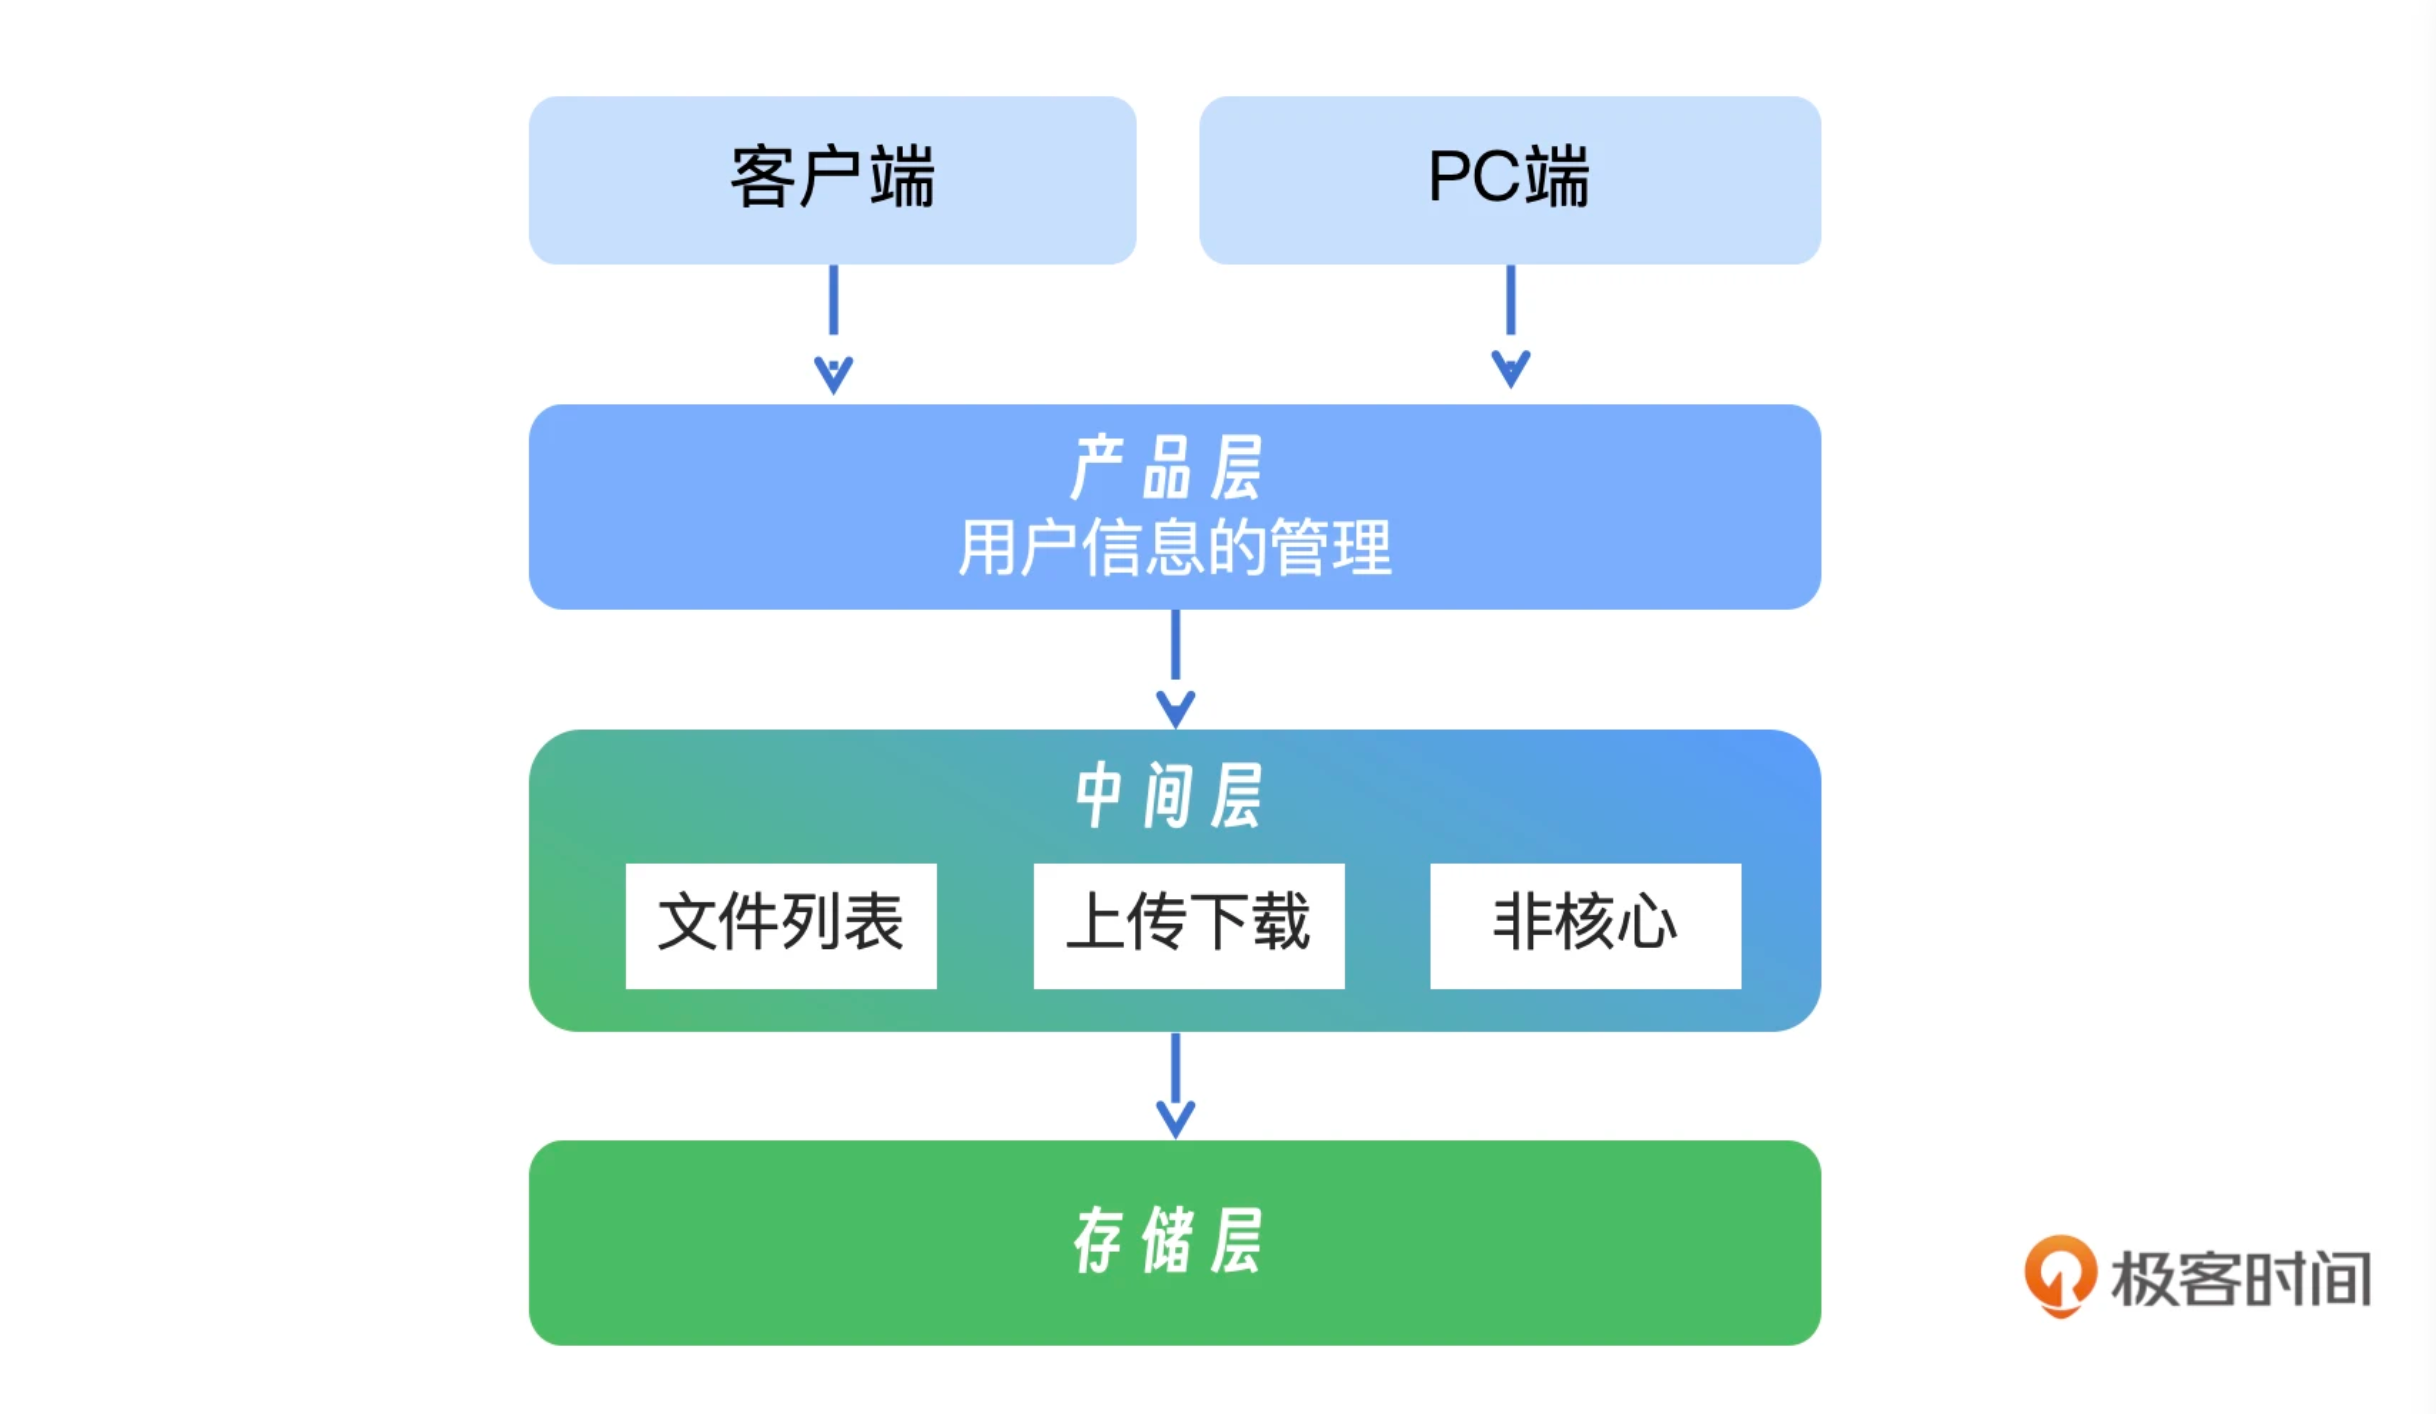 客户端
PC端
产品层
用户信息的管理
中间层
文件列表
上传下载
非核心
存储层
极客时间